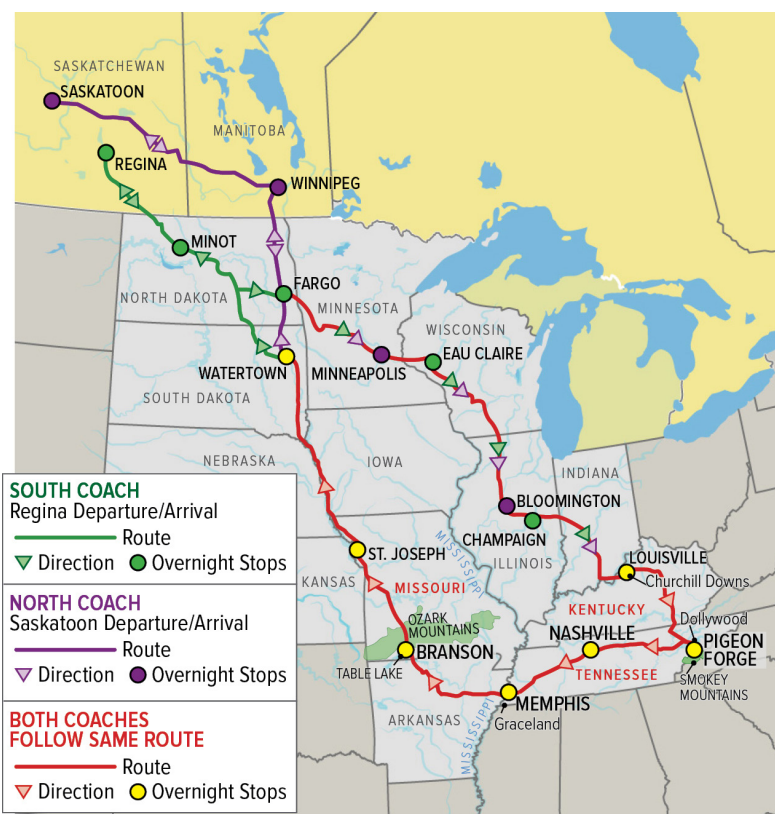 SASKATCHEWAN
SASKATOON
MANITOBA
REGINA
WINNIPEG
MINOT
FARGO
NORTH DAKOTA
MINNESOTA
WISCONSIN
EAU CLAIRE
WATERTOWN
MINNEAPOLIS
SOUTH DAKOTA
NEBRASKA
IOWA
INDIANA
BLOOMINGTON
CHAMPAIGN
MISSISSIPPI
ILLINOIS
ST. JOSEPH
LOUISVILLE
Churchill Downs
KANSAS
MISSOURI
KENTUCKY
OZARK
MOUNTAINS
Dollywood
NASHVILLE
PIGEON
FORGE
BRANSON
TABLE LAKE
TENNESSEE
SMOKEY
MOUNTAINS
MEMPHIS
Graceland
ARKANSAS
MISSISSIPPI
SOUTH COACH
Regina Departure/Arrival
Route
Direction Overnight Stops
NORTH COACH
Saskatoon Departure/Arrival
Route
Direction Overnight Stops
BOTH COACHES
FOLLOW SAME ROUTE
Route
Direction Overnight Stops